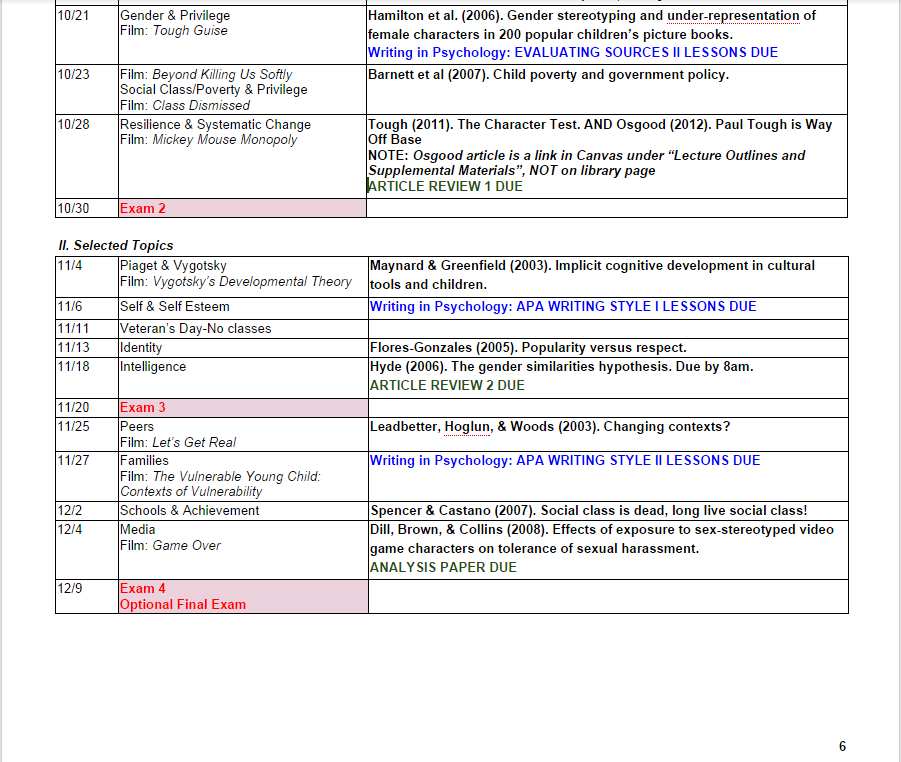 10/21
Gender & Privilege
Film: Tough Guise
Hamilton et al. (2006). Gender stereotyping and under-representation of
female characters in 200 popular children's picture books.
Writing in Psychology: EVALUATING SOURCES II LESSONS DUE
10/23
Film: Beyond Killing Us Softly
Social Class/Poverty & Privilege
Film: Class Dismissed
Barnett et al (2007). Child poverty and government policy.
10/28
Resilience & Systematic Change
Film: Mickey Mouse Monopoly
Tough (2011). The Character Test. AND Osgood (2012). Paul Tough is Way
Off Base
NOTE: Osgood article is a link in Canvas under “Lecture Outlines and
Supplemental Materials”, NOT on library page
ARTICLE REVIEW 1 DUE
10/30
Exam 2
II. Selected Topics
11/4
Piaget & Vygotsky
Film: Vygotsky's Developmental Theory
Maynard & Greenfield (2003). Implicit cognitive development in cultural
tools and children.
11/6
Self & Self Esteem
Writing in Psychology: APA WRITING STYLE I LESSONS DUE
11/11
Veteran's Day-No classes
11/13
Identity
Flores-Gonzales (2005). Popularity versus respect.
11/18
Intelligence
Hyde (2006). The gender similarities hypothesis. Due by 8am.
ARTICLE REVIEW 2 DUE
11/20
Exam 3
11/25
Peers
Film: Let's Get Real
Leadbetter, Hoglun, & Woods (2003). Changing contexts?
11/27
Families
Film: The Vulnerable Young Child:
Contexts of Vulnerability
Writing in Psychology: APA WRITING STYLE II LESSONS DUE
12/2
Schools & Achievement
Spencer & Castano (2007). Social class is dead, long live social class!
12/4
Media
Film: Game Over
Dill, Brown, & Collins (2008). Effects of exposure to sex-stereotyped video
game characters on tolerance of sexual harassment.
ANALYSIS PAPER DUE
12/9
Exam 4
Optional Final Exam
6